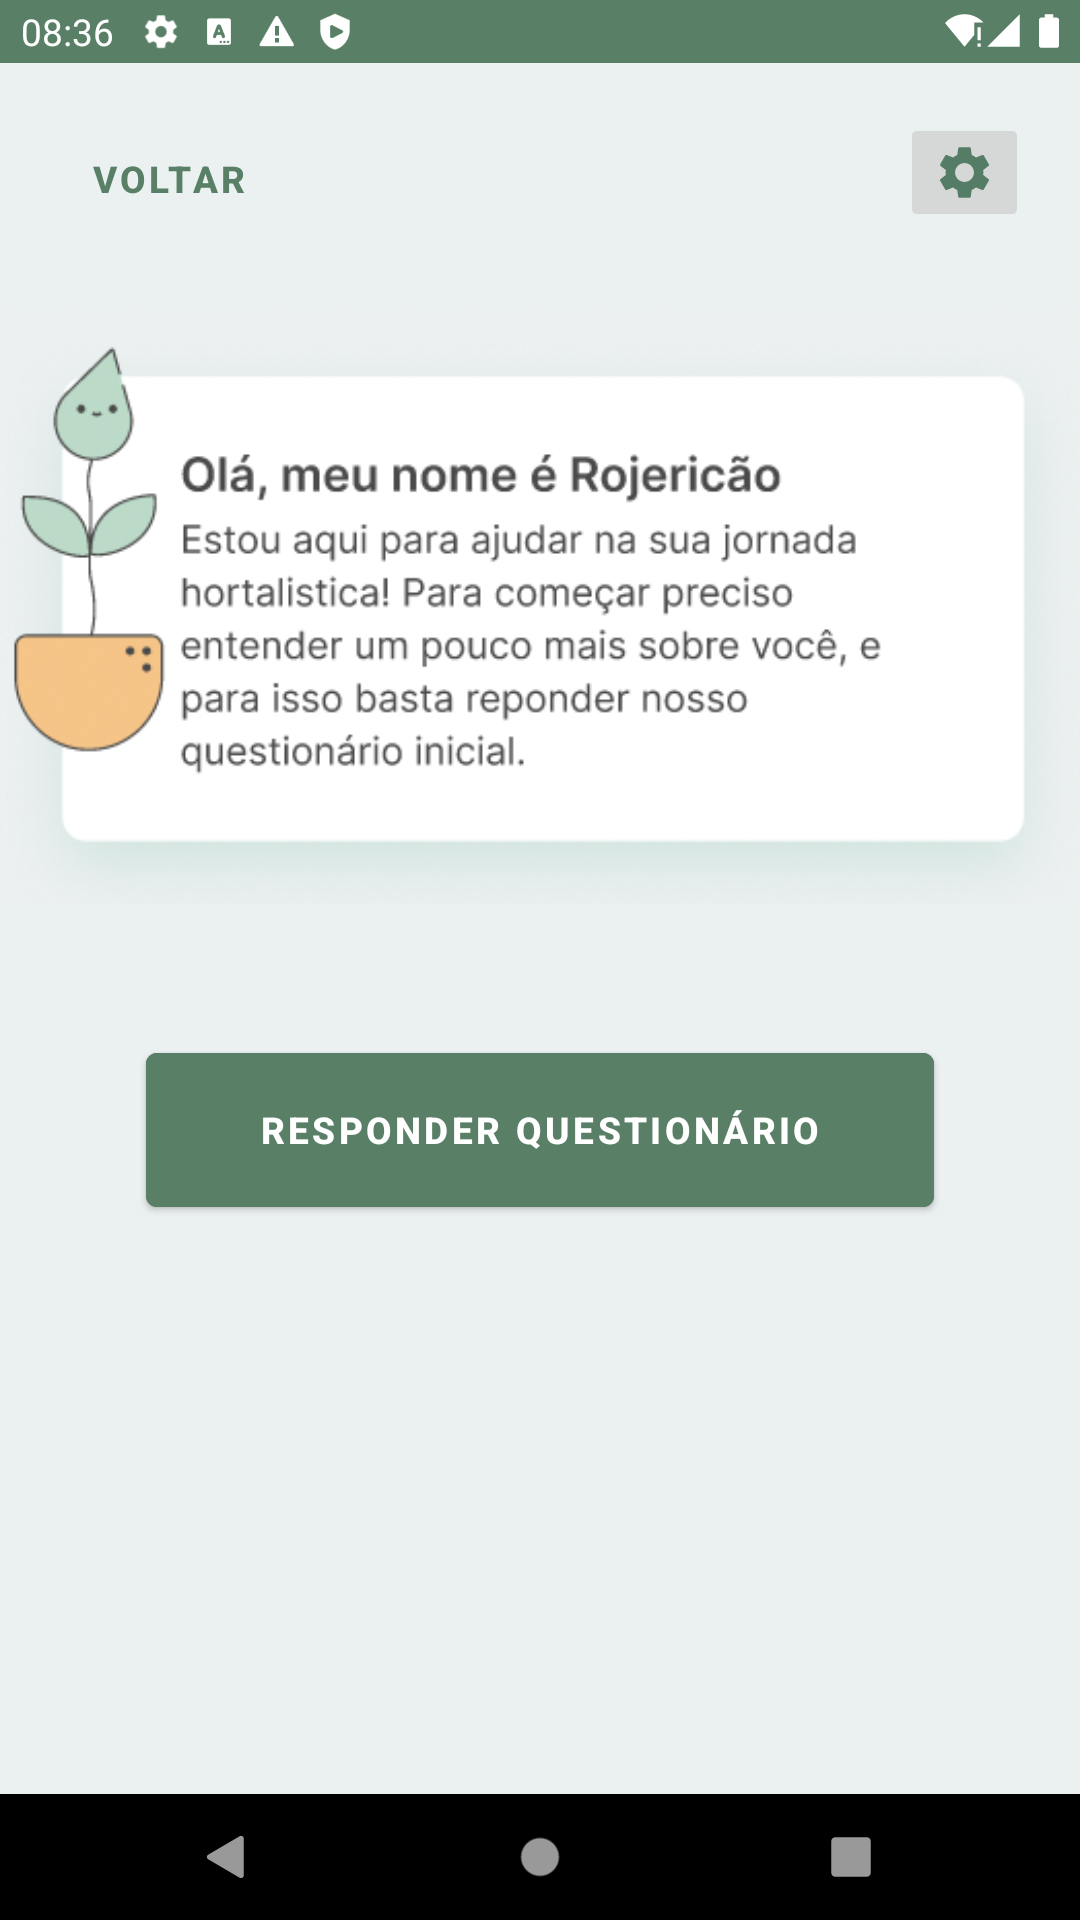 08:36
VOLTAR
Olá, meu nome é Rojericão
Estou aqui para ajudar na sua jornada
hortalistica! Para começar preciso
entender um pouco mais sobre você, e
para isso basta reponder nosso
questionário inicial.
RESPONDER QUESTIONÁRIO